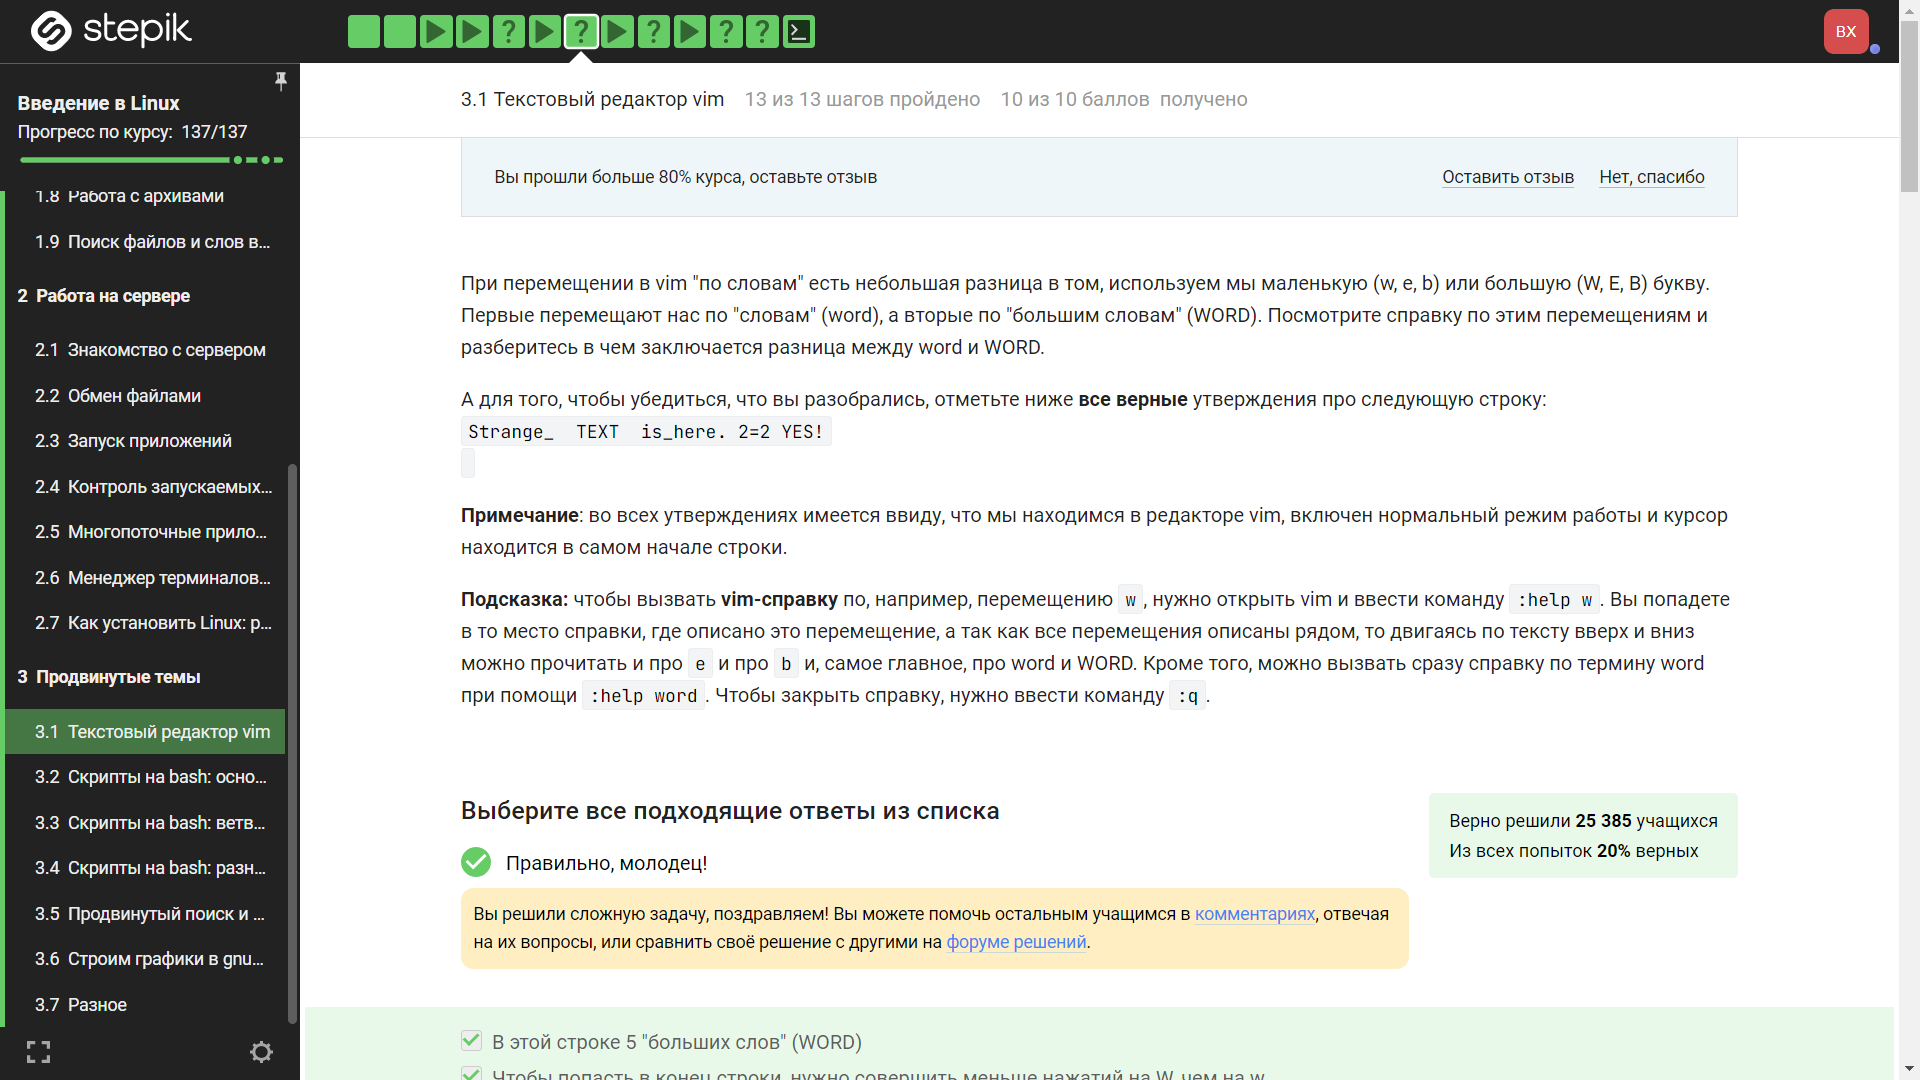 stepik
BX
Введение в Linux
Прогресс по курсу: 137/137
1.8 Работа с архивами
1.9 Поиск файлов и слов в...
2 Работа на сервере
2.1 Знакомство с сервером
2.2 Обмен файлами
2.3 Запуск приложений
2.4 Контроль запускаемых...
2.5 Многопоточные прило...
2.6 Менеджер терминалов...
2.7 Как установить Linux: р...
3 Продвинутые темы
3.1 Текстовый редактор vim
3.2 Скрипты на bash: осно...
3.3 Скрипты на bash: ветв...
3.4 Скрипты на bash: разн...
3.5 Продвинутый поиск и ...
3.6 Строим графики в gnu...
3.7 Разное
3.1 Текстовый редактор vim 13 из 13 шагов пройдено 10 из 10 баллов получено
Вы прошли больше 80% курса, оставьте отзыв Оставить отзыв Нет, спасибо
При перемещении в vim "по словам" есть небольшая разница в том, используем мы маленькую (w, e, b) или большую (W, E, B) букву.
Первые перемещают нас по "словам" (word), а вторые по "большим словам" (WORD). Посмотрите справку по этим перемещениям и
разберитесь в чем заключается разница между word и WORD.
А для того, чтобы убедиться, что вы разобрались, отметьте ниже все верные утверждения про следующую строку:
Strange_  TEXT  is_here. 2=2 YES!
Примечание: во всех утверждениях имеется ввиду, что мы находимся в редакторе vim, включен нормальный режим работы и курсор
находится в самом начале строки.
Подсказка: чтобы вызвать vim-справку по, например, перемещению w, нужно открыть vim и ввести команду :help w. Вы попадете
в то место справки, где описано это перемещение, а так как все перемещения описаны рядом, то двигаясь по тексту вверх и вниз
можно прочитать и про e и про b и, самое главное, про word и WORD. Кроме того, можно вызвать сразу справку по термину word
при помощи :help word. Чтобы закрыть справку, нужно ввести команду :q.
Выберите все подходящие ответы из списка
Верно решили 25 385 учащихся
Из всех попыток 20% верных
Правильно, молодец!
Вы решили сложную задачу, поздравляем! Вы можете помочь остальным учащимся в комментариях, отвечая
на их вопросы, или сравнить своё решение с другими на форуме решений.
В этой строке 5 "больших слов" (WORD)
Чтобы попасть в конец строки, нужно совершить меньше нажатий на W, чем на w